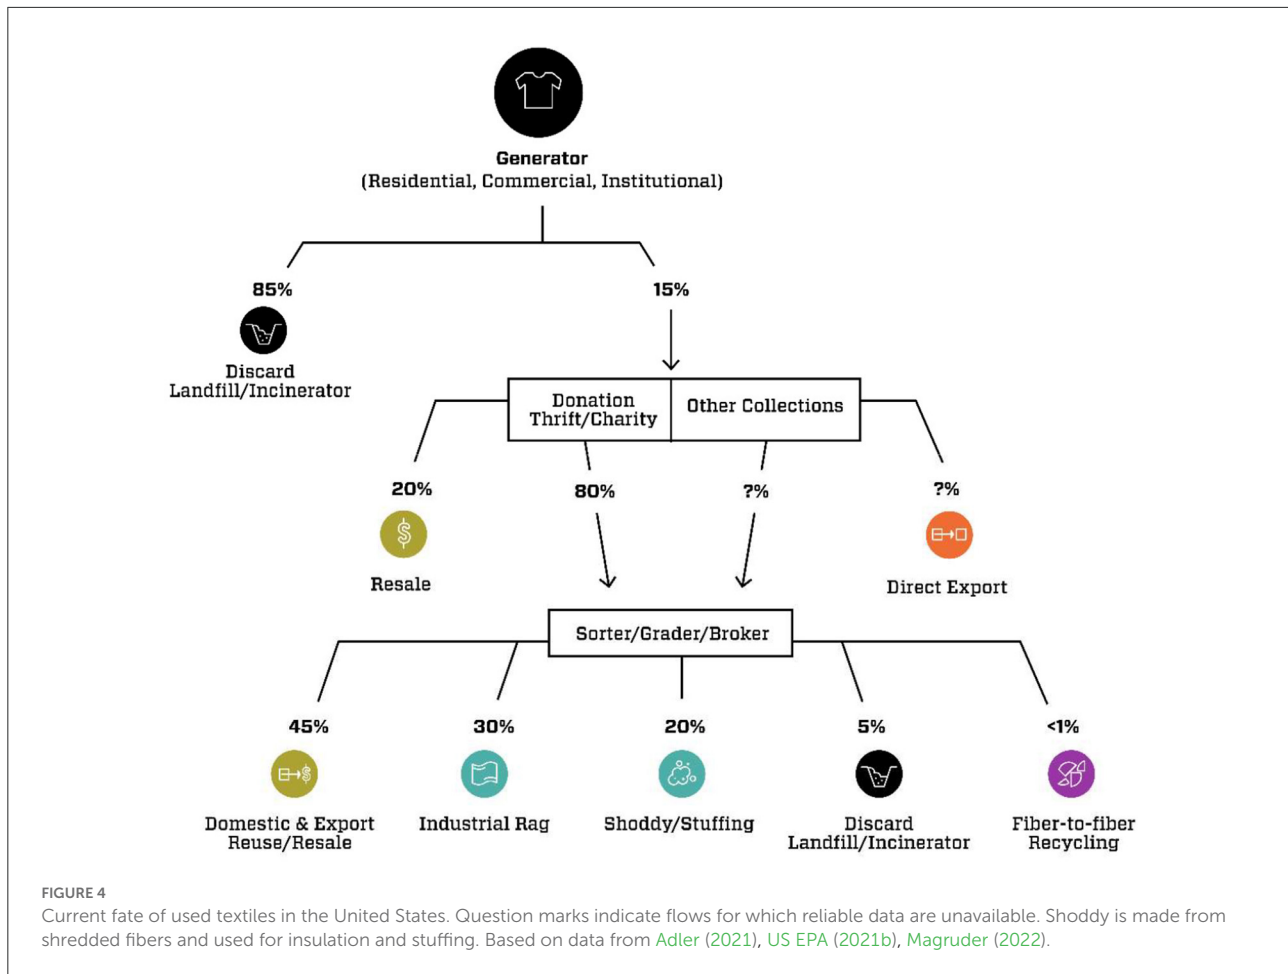 Generator
(Residential, Commercial, Institutional)
85%
15%
Discard
Landfill/Incinerator
Donation
Thrift/Charity
Other Collections
20%
80%
?%
?%
$
Resale
Direct Export
Sorter/Grader/Broker
45%
30%
20%
5%
<1%
$
Domestic & Export
Reuse/Resale
Industrial Rag
Shoddy/Stuffing
Discard
Landfill/Incinerator
Fiber-to-fiber
Recycling
FIGURE 4
Current fate of used textiles in the United States. Question marks indicate flows for which reliable data are unavailable. Shoddy is made from
shredded fibers and used for insulation and stuffing. Based on data from Adler (2021), US EPA (2021b), Magruder (2022).